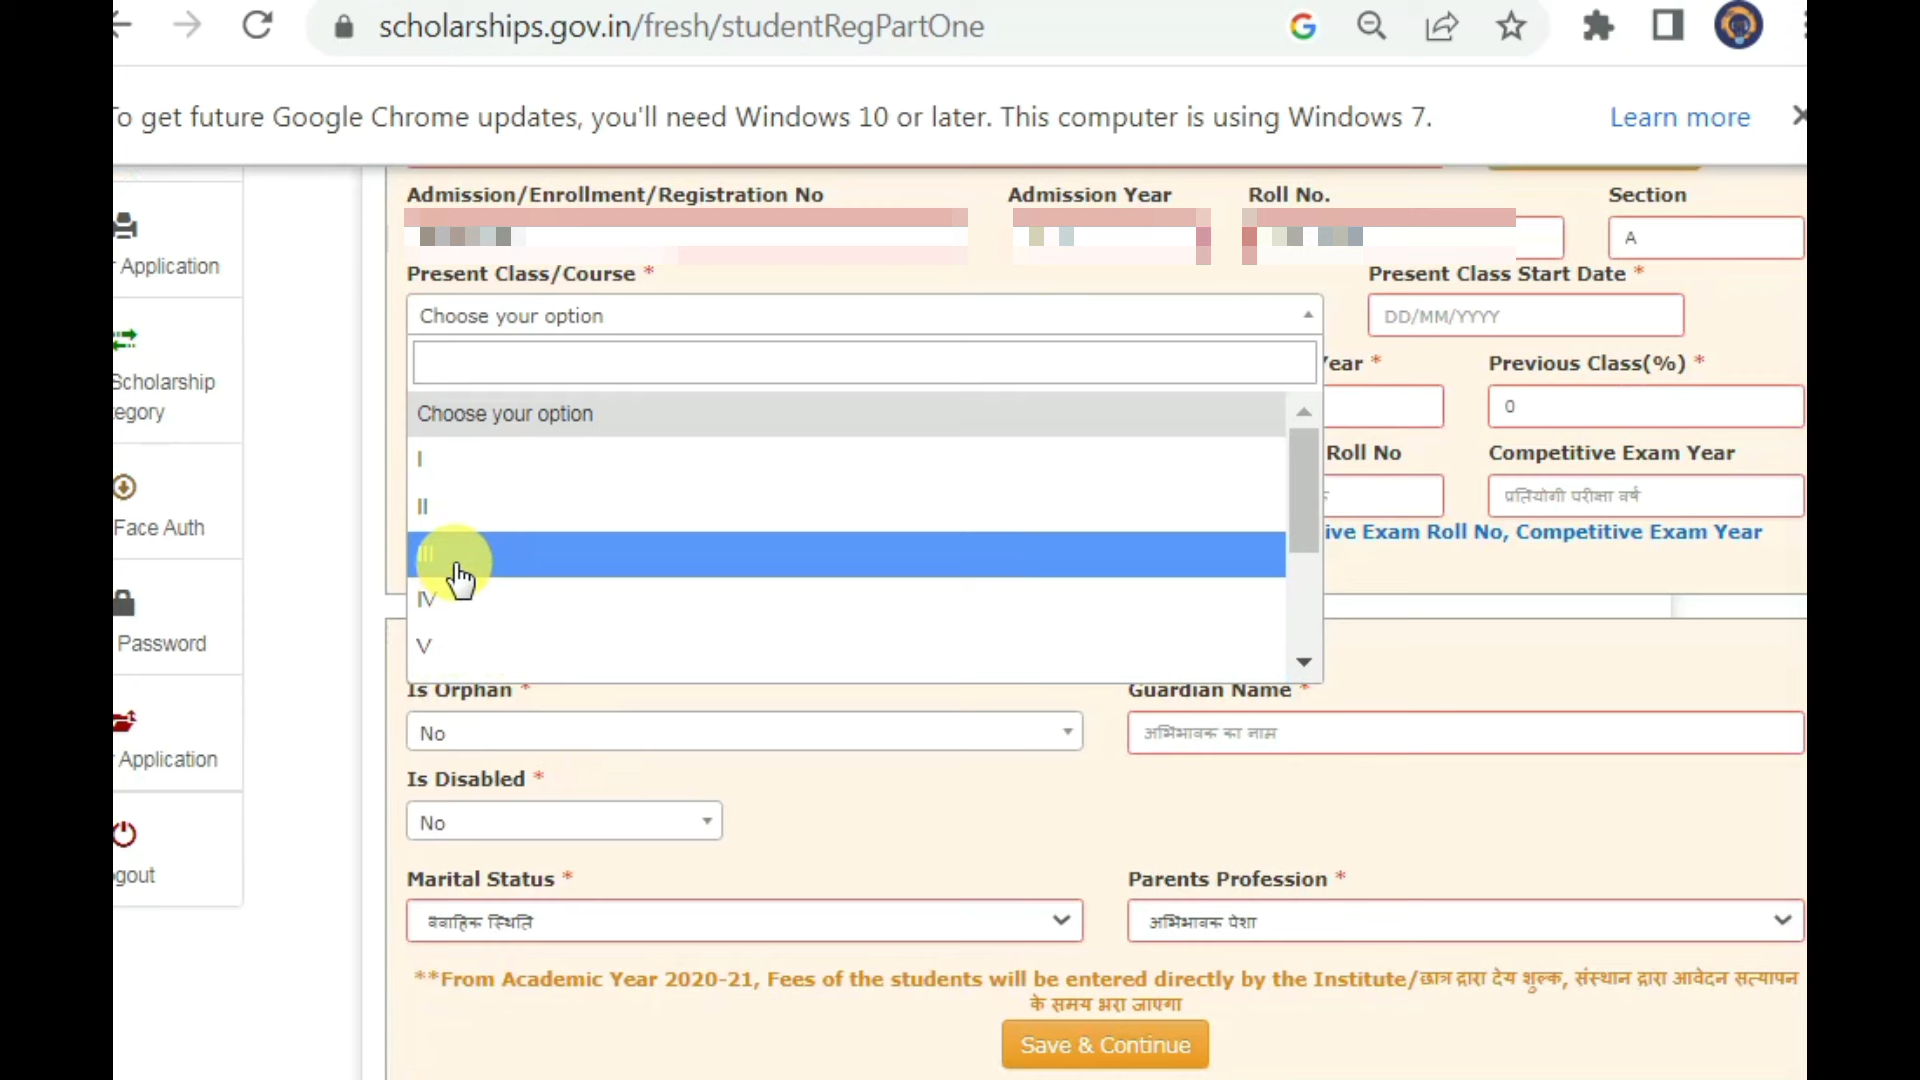 scholarships.gov.in/fresh/studentRegPartOne
To get future Google Chrome updates, you'll need Windows 10 or later. This computer is using Windows 7. Learn more
Application
Scholarship
egory
Face Auth
Password
Application
ogout
Admission/Enrollment/Registration No Admission Year Roll No. Section
A
Present Class/Course * Present Class Start Date *
Choose your option DD/MM/YYYY
Year * Previous Class(%) *
Choose your option 0
I
Roll No Competitive Exam Year
II प्रतियोगी परीक्षा वर्ष
III ive Exam Roll No, Competitive Exam Year
IV
V
Is Orphan * Guardian Name *
No अभिभावक का नाम
Is Disabled *
No
Marital Status * Parents Profession *
वैवाहिक स्थिति अभिभावक पेशा
**From Academic Year 2020-21, Fees of the students will be entered directly by the Institute/छात्र द्वारा देय शुल्क, संस्थान द्वारा आवेदन सत्यापन
के समय भरा जाएगा
Save & Continue